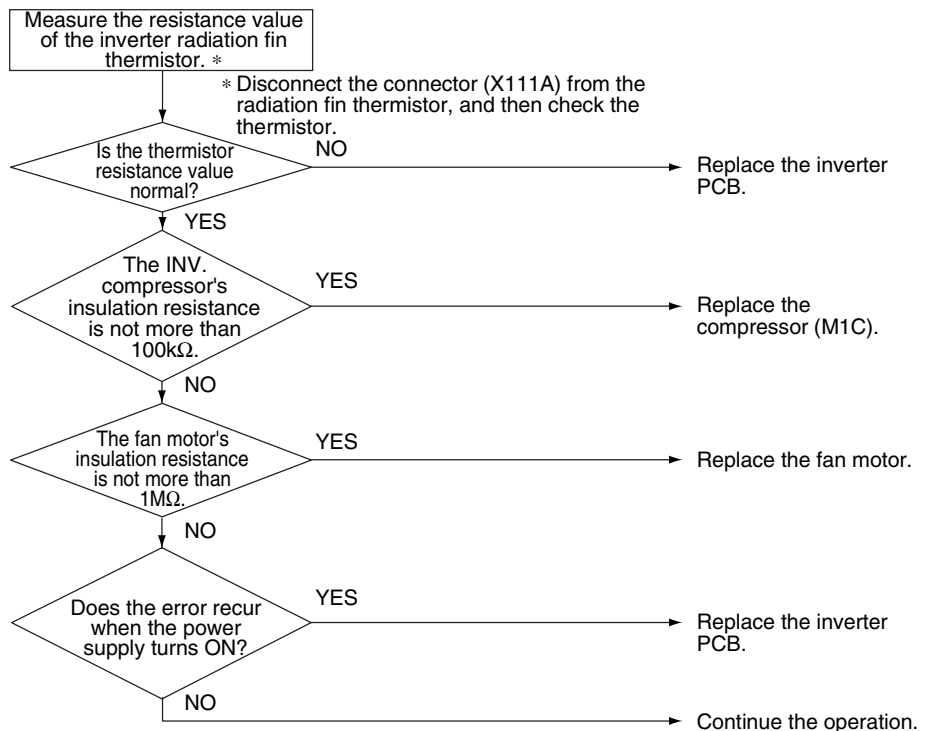 Measure the resistance value
of the inverter radiation fin
thermistor. *
* Disconnect the connector (X111A) from the
radiation fin thermistor, and then check the
thermistor.
Is the thermistor
resistance value
normal?
NO
Replace the inverter
PCB.
YES
The INV.
compressor's
insulation resistance
is not more than
100kΩ.
YES
Replace the
compressor (M1C).
NO
The fan motor's
insulation resistance
is not more than
1MΩ.
YES
Replace the fan motor.
NO
Does the error recur
when the power
supply turns ON?
YES
Replace the inverter
PCB.
NO
Continue the operation.